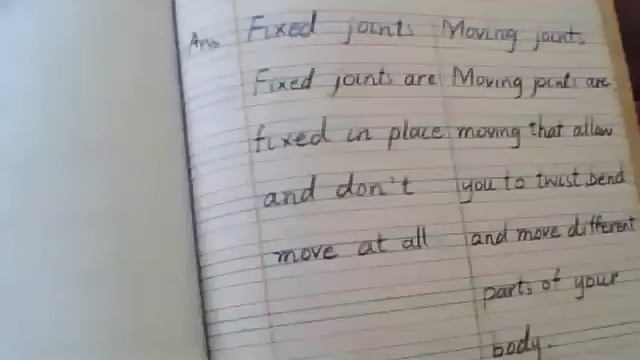 Ans
Fixed joints
Fixed joints are
fixed in place
and don't
move at all
Moving joints.
Moving joints are
moving that allow
you to twist, bend
and move different
parts of your
body.